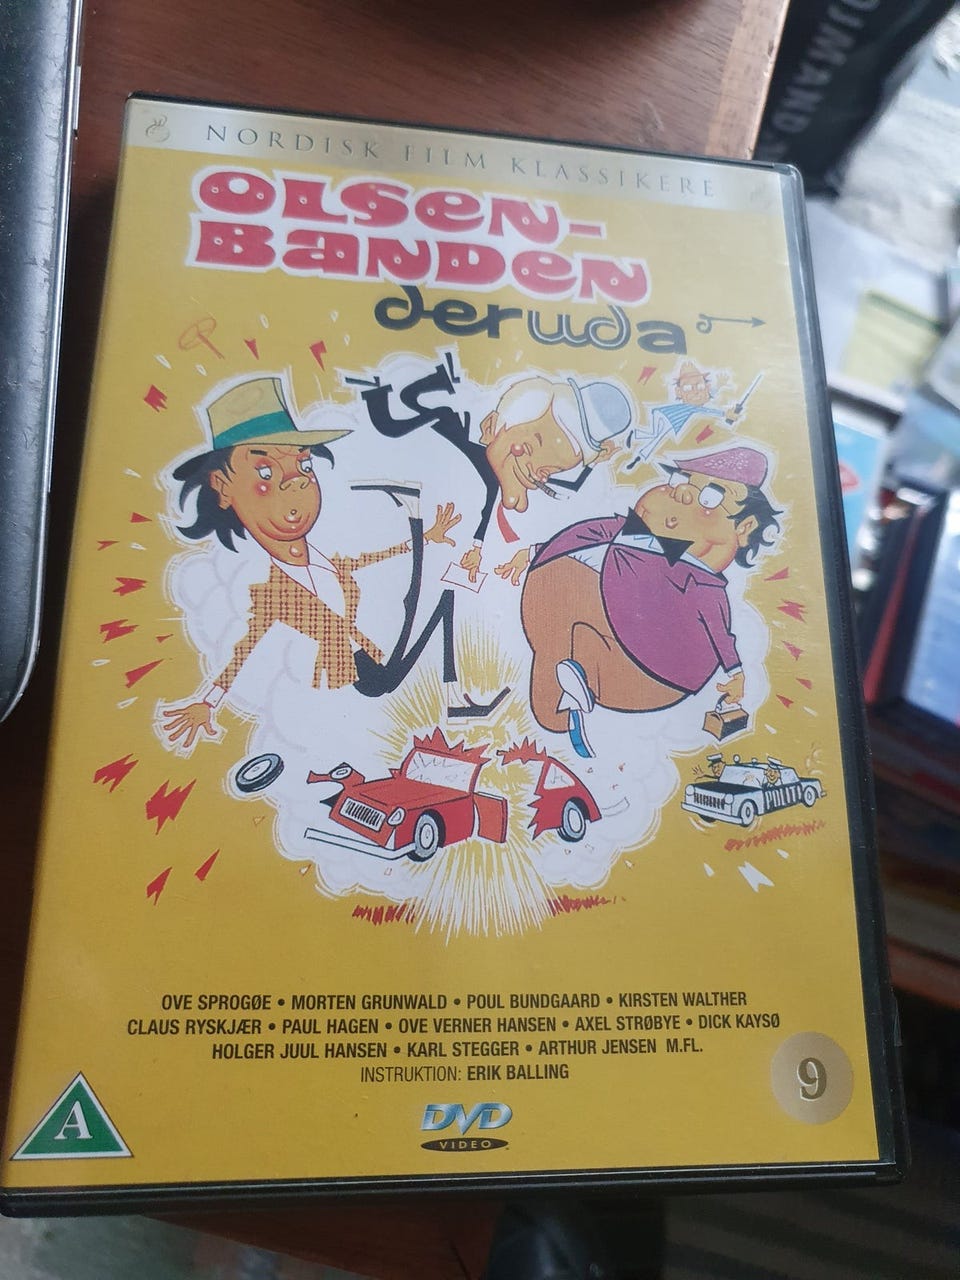 NORDISK FILM KLASSIKERE
OLSEN-
BANDEN
deruda
POLITI
OVE SPROGØE • MORTEN GRUNWALD • POUL BUNDGAARD • KIRSTEN WALTHER
CLAUS RYSKJÆR • PAUL HAGEN • OVE VERNER HANSEN • AXEL STRØBYE • DICK KAYSØ
HOLGER JUUL HANSEN • KARL STEGGER • ARTHUR JENSEN M.FL.
INSTRUKTION: ERIK BALLING
9
A
DVD
VIDEO